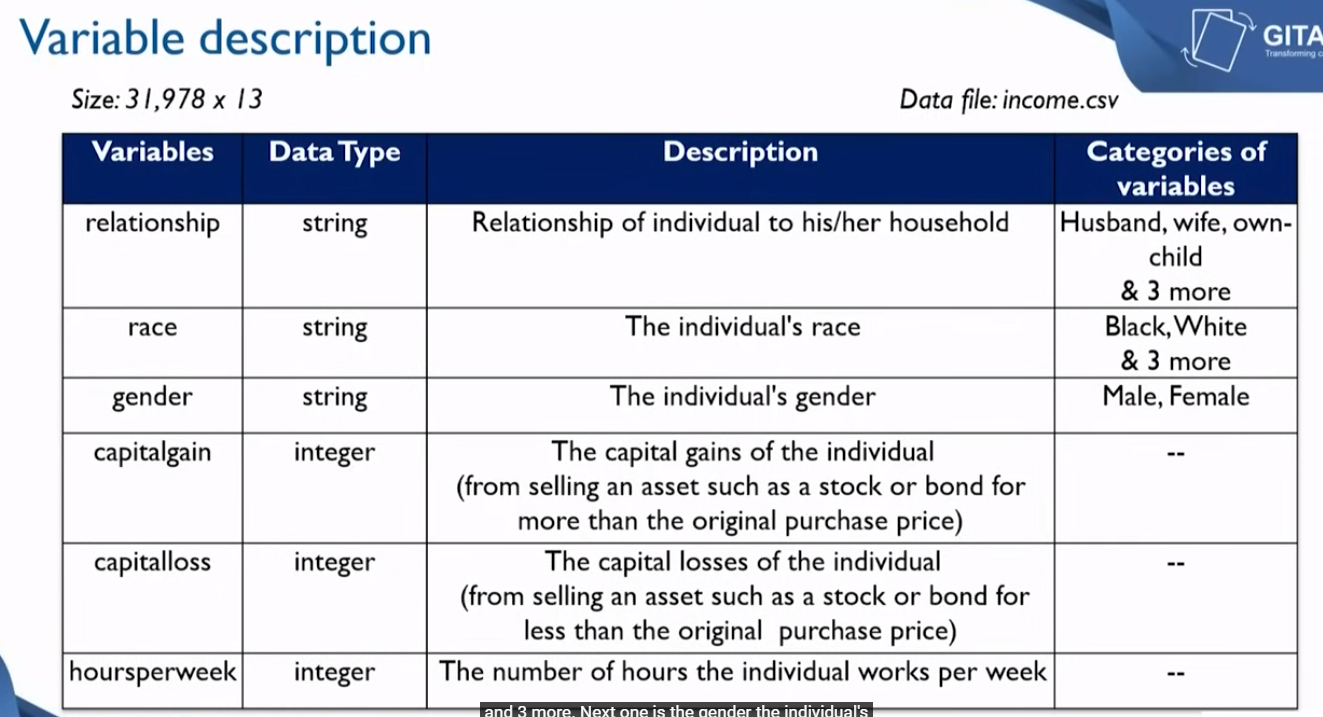 Variable description
GITA
Transforming c
Size: 31,978 x 13
Data file: income.csv
Variables
Data Type
Description
Categories of
variables
relationship
string
Relationship of individual to his/her household
Husband, wife, own-
child
& 3 more
race
string
The individual's race
Black, White
& 3 more
gender
string
The individual's gender
Male, Female
capitalgain
integer
The capital gains of the individual
(from selling an asset such as a stock or bond for
more than the original purchase price)
--
capitalloss
integer
The capital losses of the individual
(from selling an asset such as a stock or bond for
less than the original purchase price)
--
hoursperweek
integer
The number of hours the individual works per week
--
and 3 more. Next one is the gender the individual's